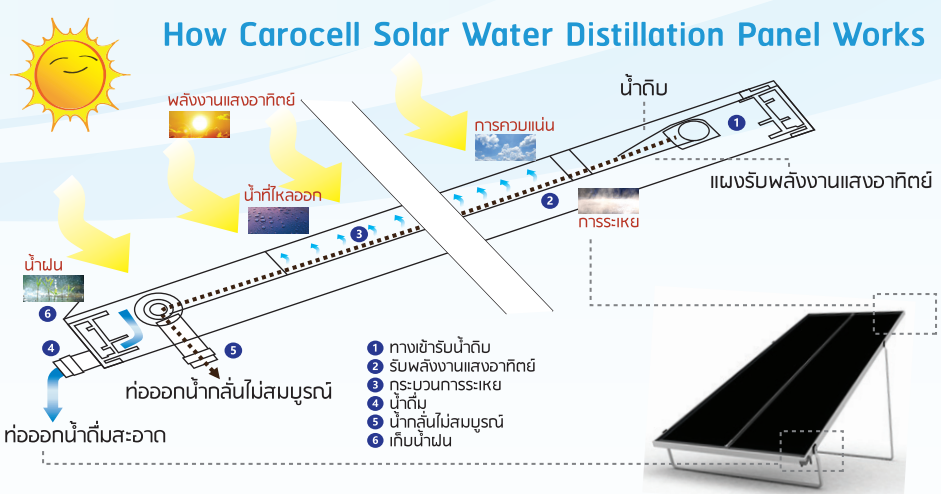 How Carocell Solar Water Distillation Panel Works
พลังงานแสงอาทิตย์
การควบแน่น
น้ำดิบ
1
แผงรับพลังงานแสงอาทิตย์
น้ำที่ไหลออก
2
การระเหย
3
น้ำฝน
6
4
5
ท่อออกน้ำกลั่นไม่สมบูรณ์
ท่อออกน้ำดื่มสะอาด
1 ทางเข้ารับน้ำดิบ
2 รับพลังงานแสงอาทิตย์
3 กระบวนการระเหย
4 น้ำดื่ม
5 น้ำกลั่นไม่สมบูรณ์
6 เก็บน้ำฝน